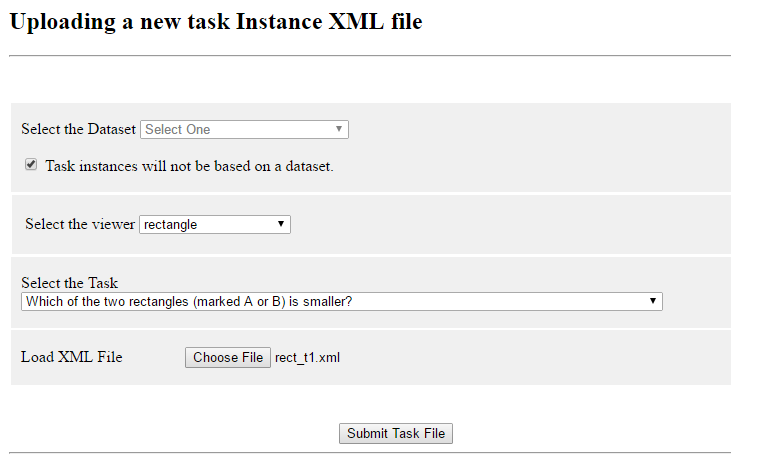 Uploading a new task Instance XML file
Select the Dataset Select One
Task instances will not be based on a dataset.
Select the viewer rectangle
Select the Task
Which of the two rectangles (marked A or B) is smaller?
Load XML File Choose File rect_t1.xml
Submit Task File